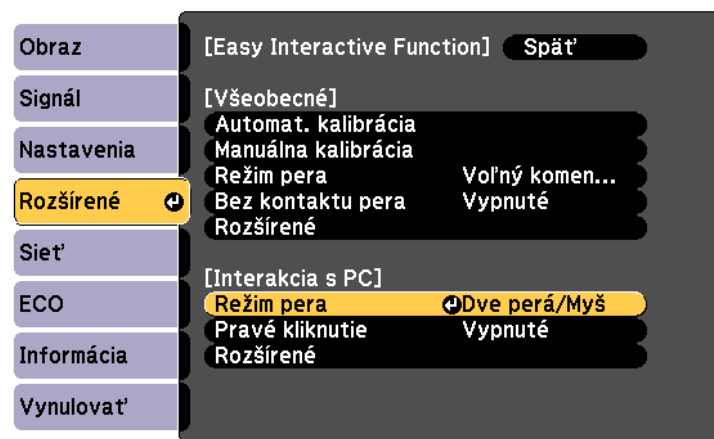 Obraz
Signál
Nastavenia
Rozšírené
Sieť
ECO
Informácia
Vynulovať
[Easy Interactive Function] Späť
[Všeobecné]
Automat. kalibrácia
Manuálna kalibrácia
Režim pera Voľný komen...
Bez kontaktu pera Vypnuté
Rozšírené
[Interakcia s PC]
Režim pera Dve perá/Myš
Pravé kliknutie Vypnuté
Rozšírené